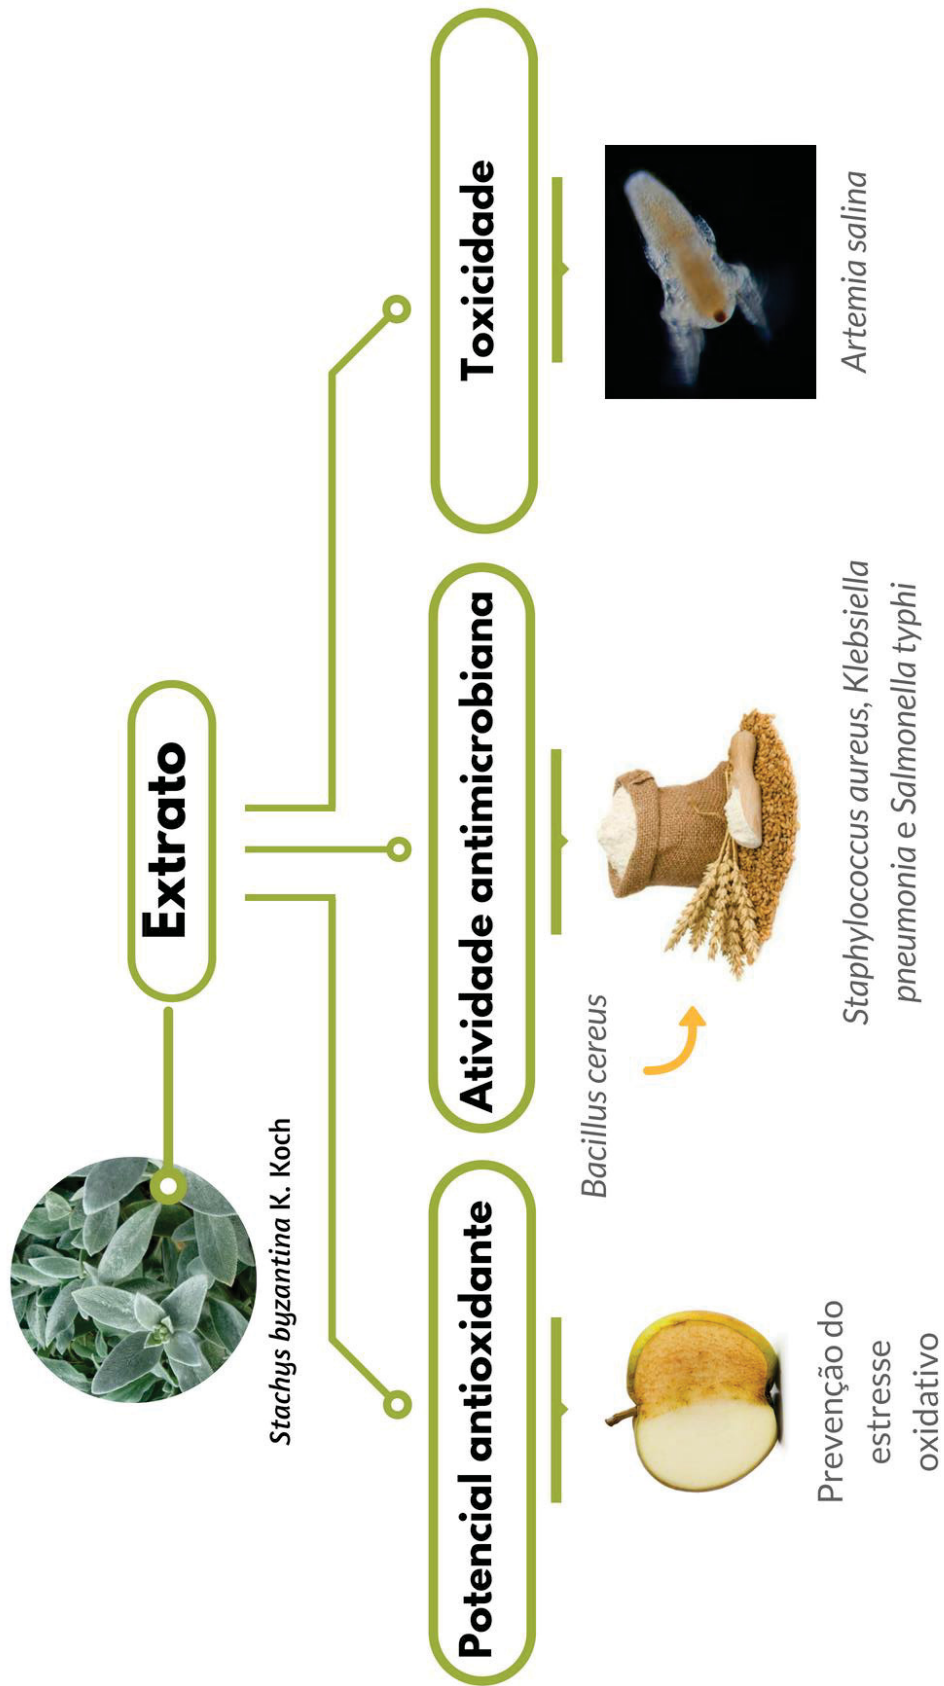 Stachys byzantina K. Koch
Extrato
Potencial antioxidante
Prevenção do
estresse
oxidativo
Atividade antimicrobiana
Bacillus cereus
Staphylococcus aureus, Klebsiella
pneumonia e Salmonella typhi
Toxicidade
Artemia salina